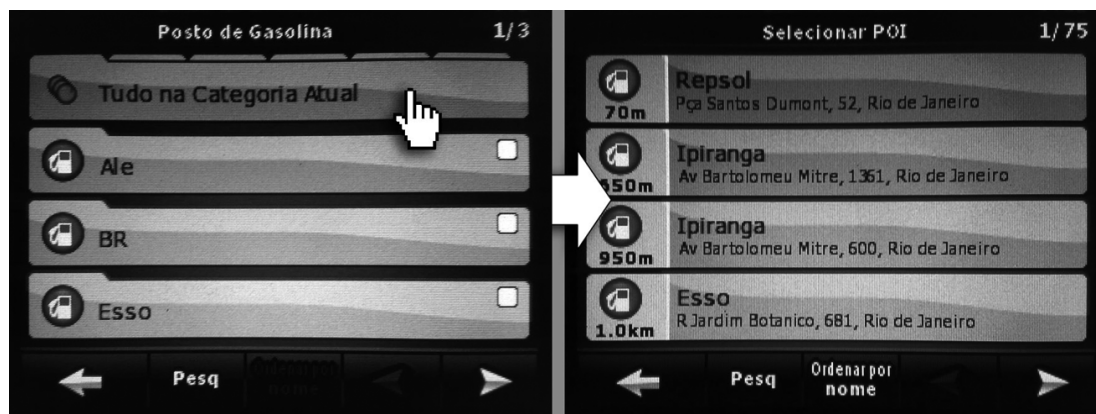 Posto de Gasolina 1/3
Tudo na Categoria Atual
Ale
BR
Esso
Pesq
Ordenar por
nome
Selecionar POI 1/75
Repsol
Pça Santos Dumont, 52, Rio de Janeiro
70m
Ipiranga
Av Bartolomeu Mitre, 1361, Rio de Janeiro
650m
Ipiranga
Av Bartolomeu Mitre, 600, Rio de Janeiro
950m
Esso
R Jardim Botanico, 681, Rio de Janeiro
1.0km
Pesq
Ordenar por
nome